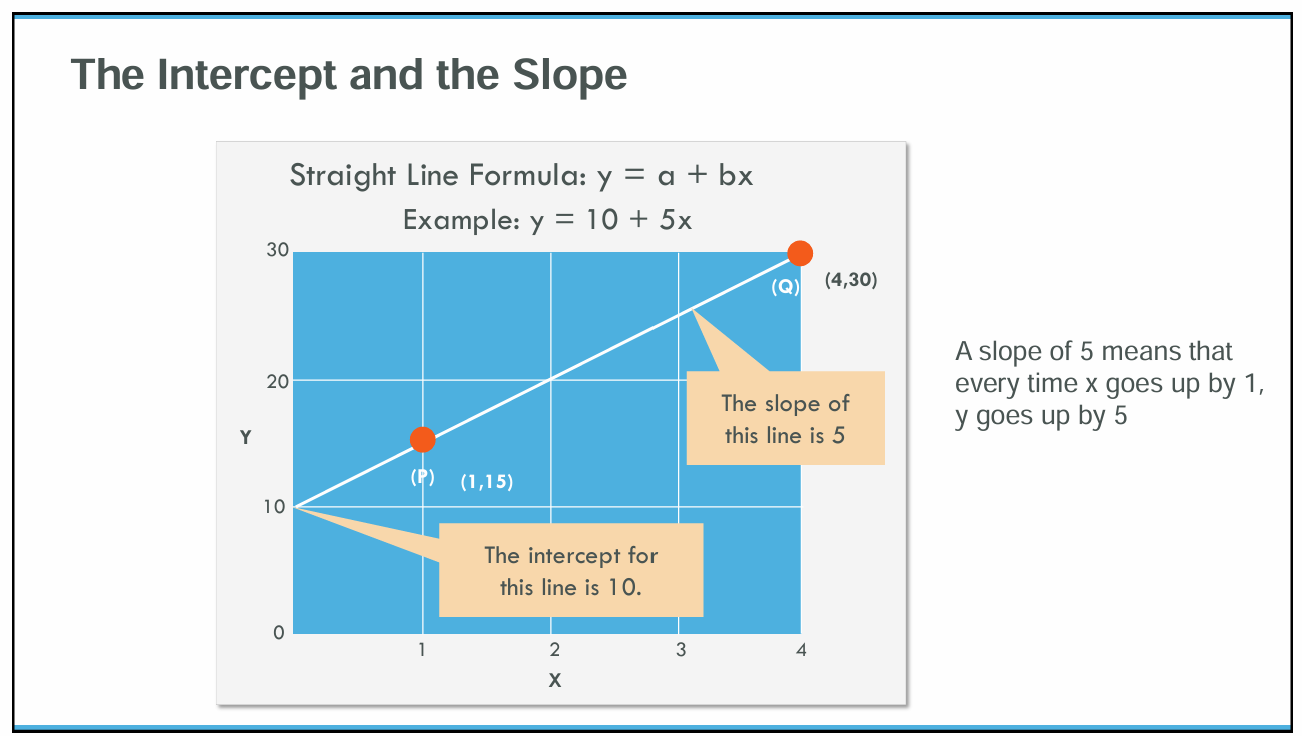 The Intercept and the Slope
Straight Line Formula: y = a + bx
Example: y = 10 + 5x
30
(Q)
(4,30)
A slope of 5 means that
every time x goes up by 1,
y goes up by 5
20
The slope of
this line is 5
Y
(P)
(1,15)
10
The intercept for
this line is 10.
0
1
2
3
4
X